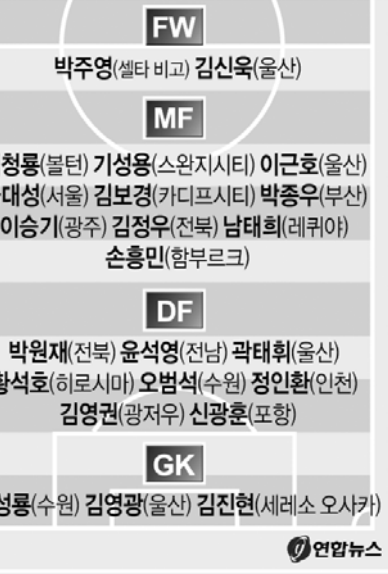 FW
박주영(셀타 비고) 김신욱(울산)
MF
청룡(볼턴) 기성용(스완지시티) 이근호(울산)
대성(서울) 김보경(카디프시티) 박종우(부산)
이승기(광주) 김정우(전북) 남태희(레퀴야)
손흥민(함부르크)
DF
박원재(전북) 윤석영(전남) 곽태휘(울산)
황석호(히로시마) 오범석(수원) 정인환(인천)
김영권(광저우) 신광훈(포항)
GK
성룡(수원) 김영광(울산) 김진현(세레소 오사카)
연합뉴스